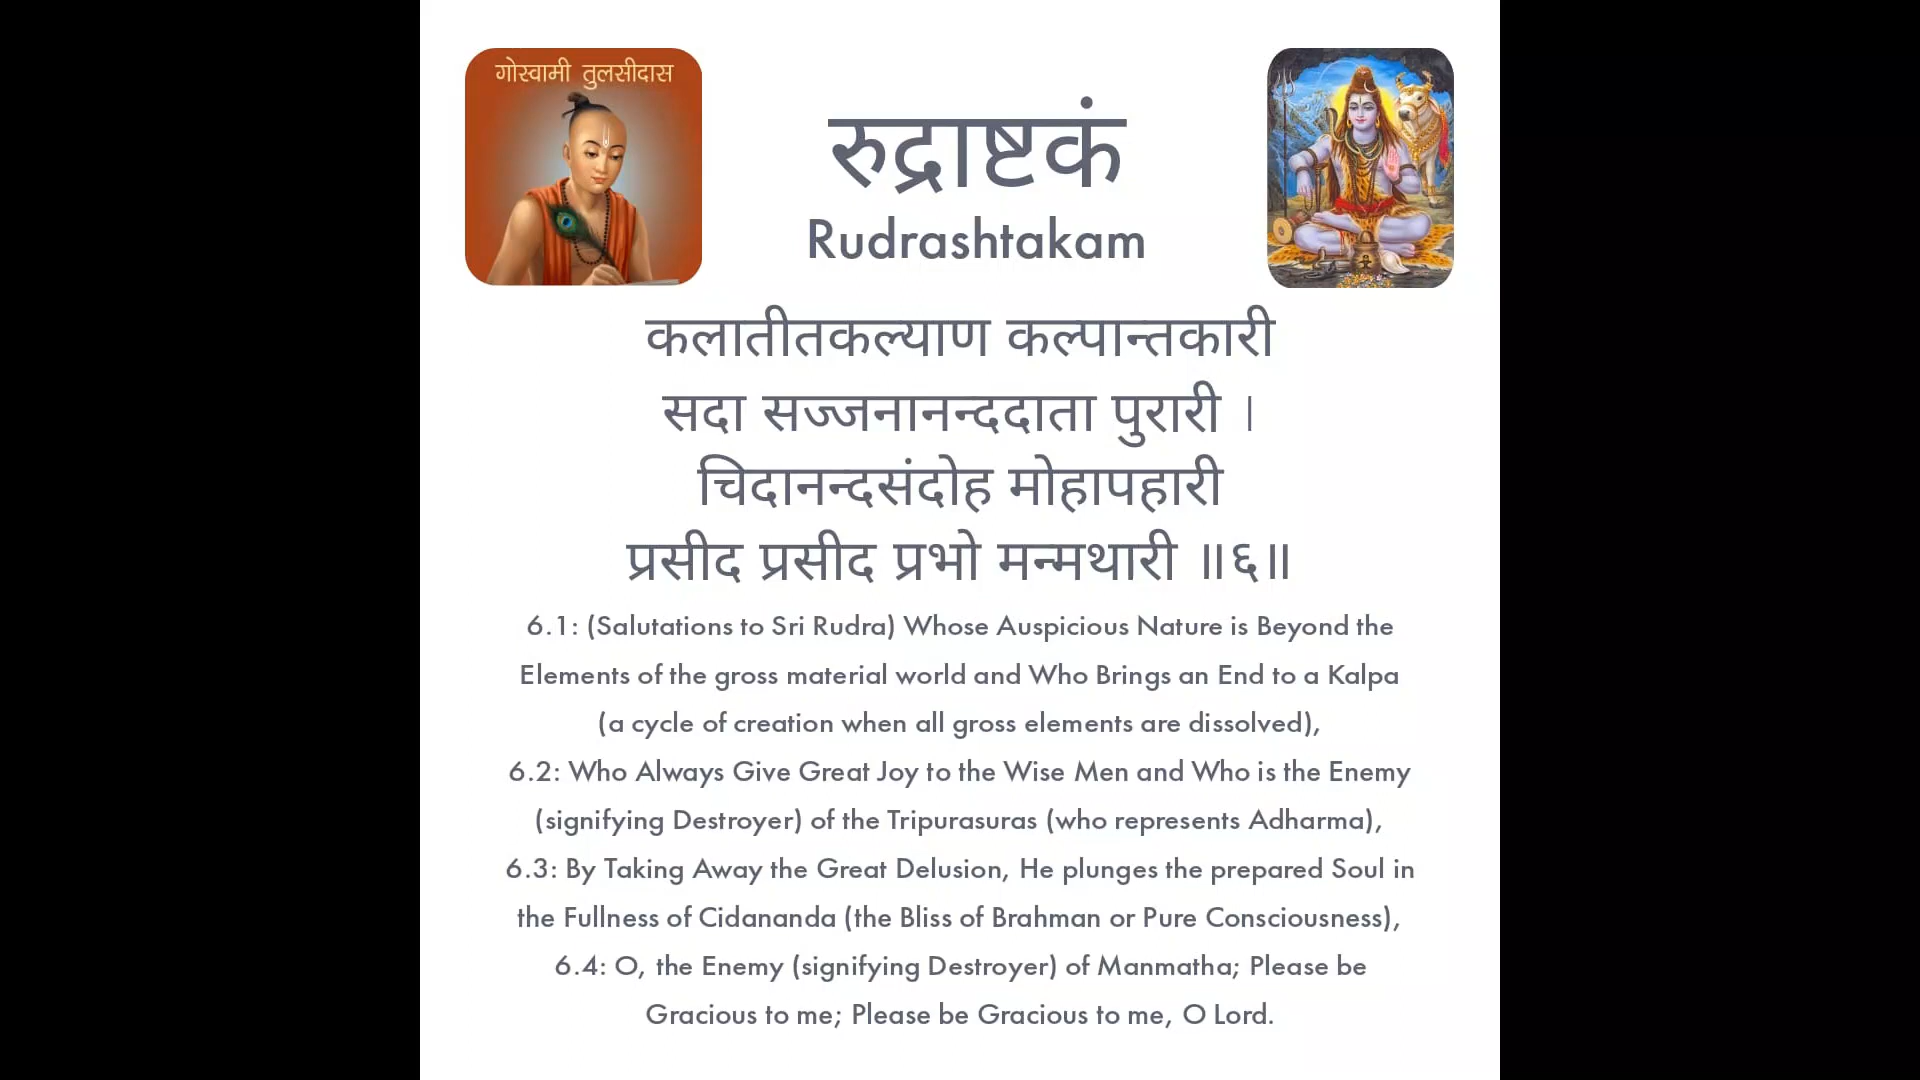 गोस्वामी तुलसीदास
रुद्राष्टकं
Rudrashtakam
कलातीतकल्याण कल्पान्तकारी
सदा सज्जनानन्ददाता पुरारी ।
चिदानन्दसंदोह मोहापहारी
प्रसीद प्रसीद प्रभो मन्मथारी ॥६॥
6.1: (Salutations to Sri Rudra) Whose Auspicious Nature is Beyond the
Elements of the gross material world and Who Brings an End to a Kalpa
(a cycle of creation when all gross elements are dissolved),
6.2: Who Always Give Great Joy to the Wise Men and Who is the Enemy
(signifying Destroyer) of the Tripurasuras (who represents Adharma),
6.3: By Taking Away the Great Delusion, He plunges the prepared Soul in
the Fullness of Cidananda (the Bliss of Brahman or Pure Consciousness),
6.4: O, the Enemy (signifying Destroyer) of Manmatha; Please be
Gracious to me; Please be Gracious to me, O Lord.